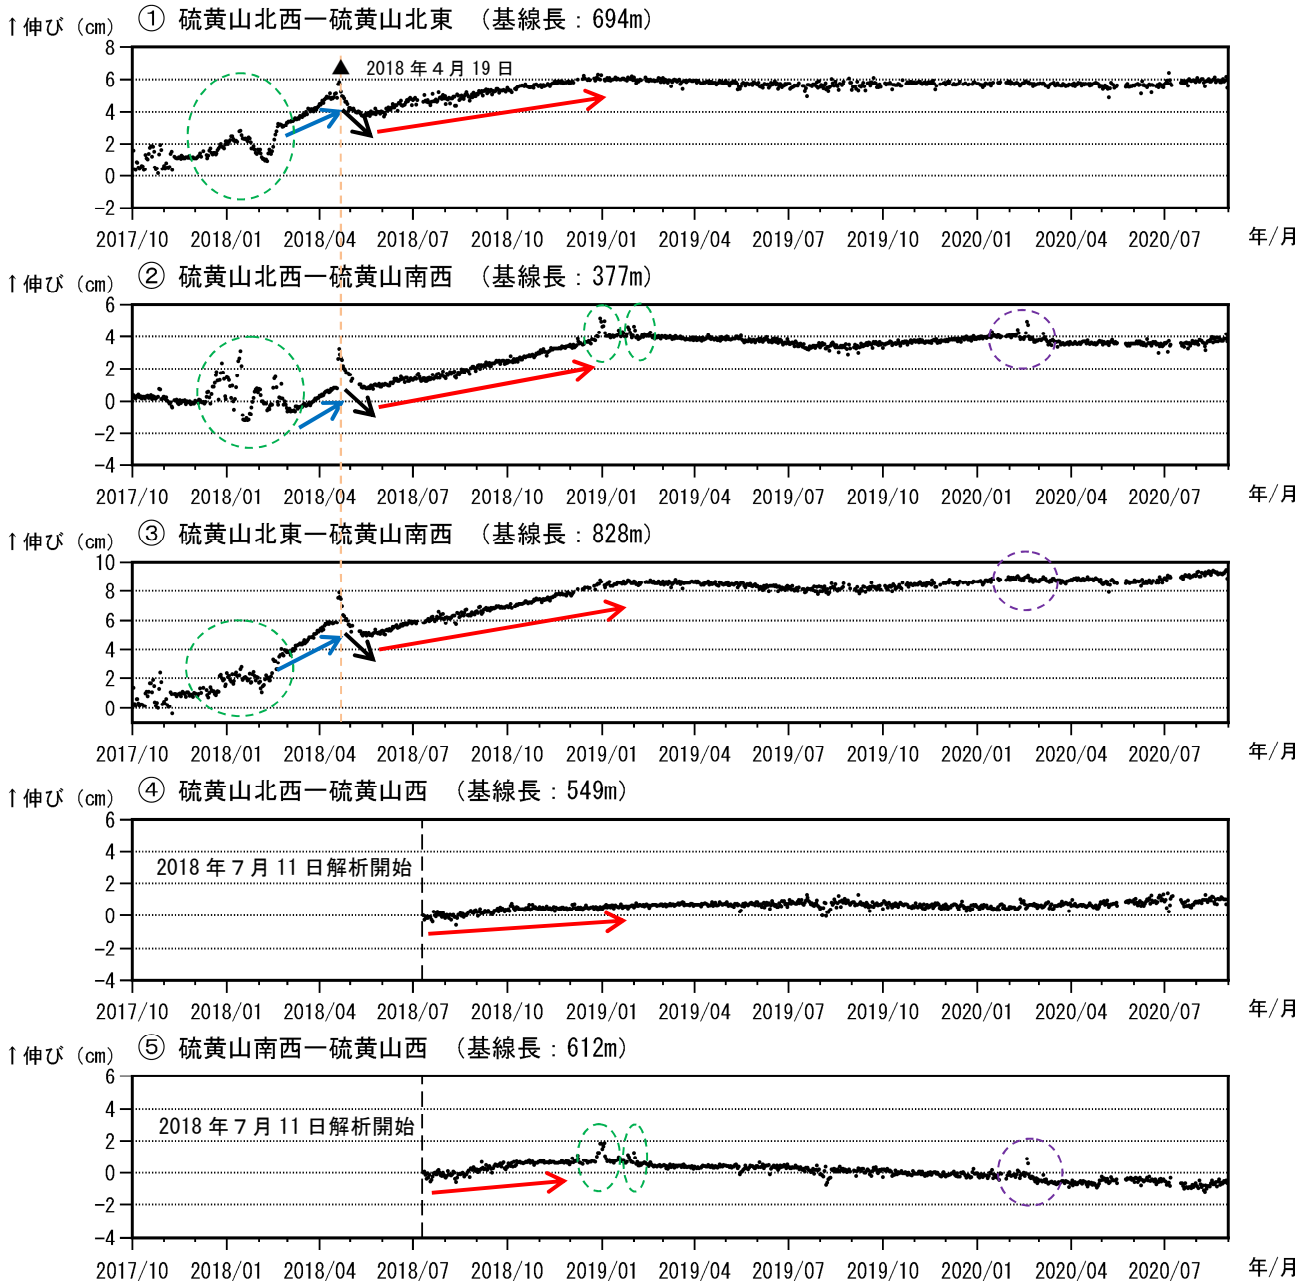 ↑伸び (cm) ① 硫黄山北西ー硫黄山北東 (基線長:694m)
8
▲ 2018年4月19日
6
4
2
0
-2
2017/10 2018/01 2018/04 2018/07 2018/10 2019/01 2019/04 2019/07 2019/10 2020/01 2020/04 2020/07 年/月
↑伸び (cm) ② 硫黄山北西ー硫黄山南西 (基線長:377m)
6
4
2
0
-2
-4
2017/10 2018/01 2018/04 2018/07 2018/10 2019/01 2019/04 2019/07 2019/10 2020/01 2020/04 2020/07 年/月
↑伸び (cm) ③ 硫黄山北東ー硫黄山南西 (基線長:828m)
10
8
6
4
2
0
2017/10 2018/01 2018/04 2018/07 2018/10 2019/01 2019/04 2019/07 2019/10 2020/01 2020/04 2020/07 年/月
↑伸び (cm) ④ 硫黄山北西ー硫黄山西 (基線長:549m)
6
4
2018年7月11日解析開始
2
0
-2
-4
2017/10 2018/01 2018/04 2018/07 2018/10 2019/01 2019/04 2019/07 2019/10 2020/01 2020/04 2020/07 年/月
↑伸び (cm) ⑤ 硫黄山南西ー硫黄山西 (基線長:612m)
6
4
2018年7月11日解析開始
2
0
-2
-4
2017/10 2018/01 2018/04 2018/07 2018/10 2019/01 2019/04 2019/07 2019/10 2020/01 2020/04 2020/07 年/月